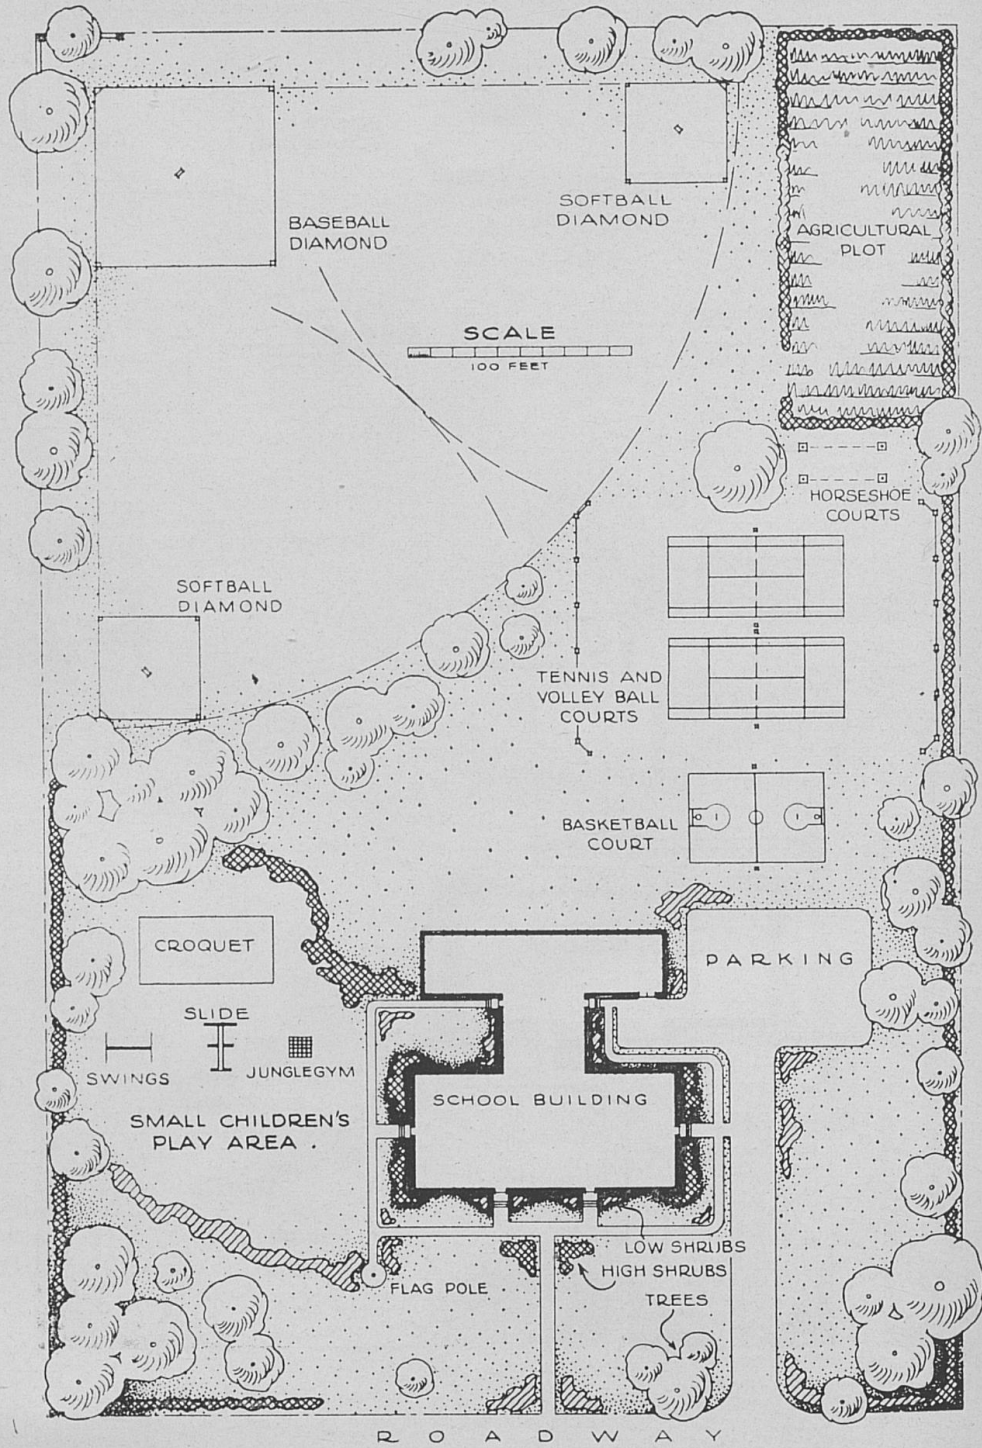 BASEBALL
DIAMOND
SOFTBALL
DIAMOND
AGRICULTURAL
PLOT
SCALE
100 FEET
HORSESHOE
COURTS
SOFTBALL
DIAMOND
TENNIS AND
VOLLEY BALL
COURTS
BASKETBALL
COURT
CROQUET
PARKING
SLIDE
SWINGS
JUNGLEGYM
SCHOOL BUILDING
SMALL CHILDREN'S
PLAY AREA .
LOW SHRUBS
HIGH SHRUBS
FLAG POLE
TREES
ROADWAY